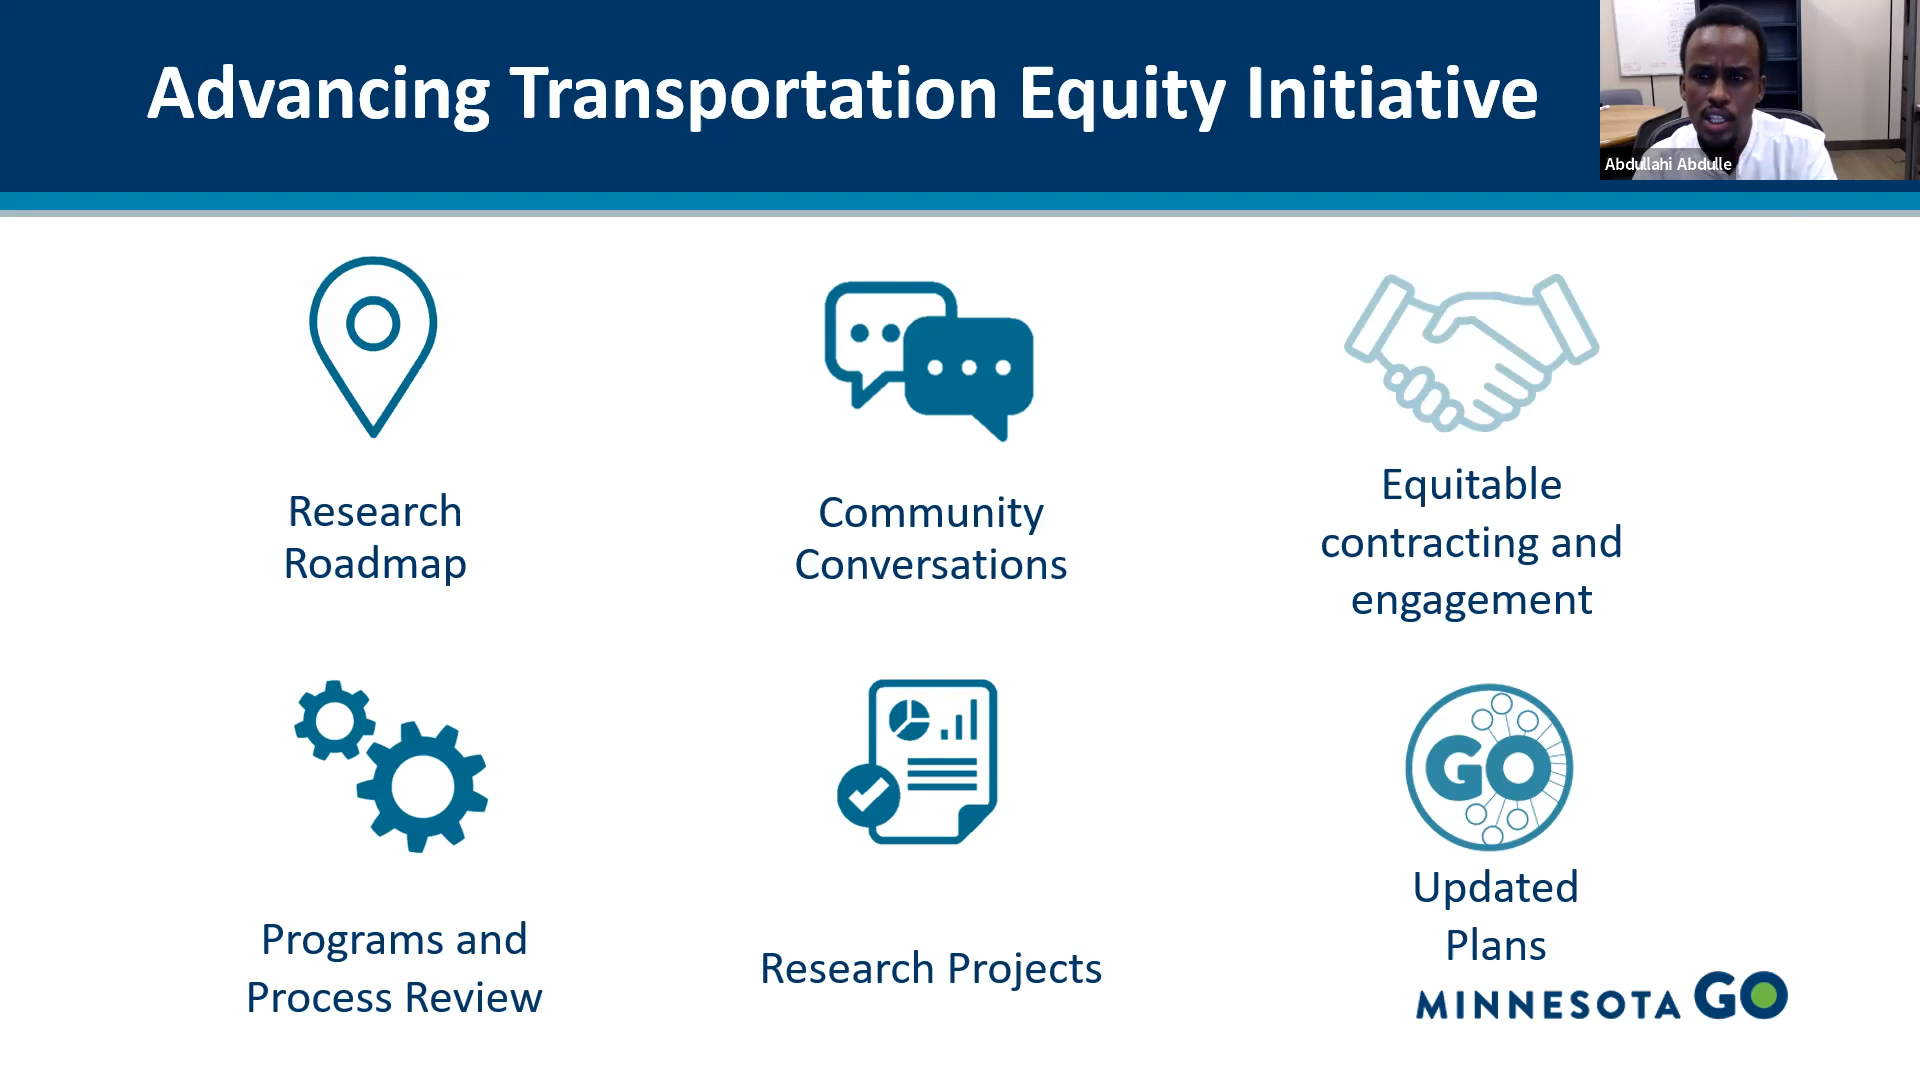 Advancing Transportation Equity Initiative
Abdullahi Abdulle
Research
Roadmap
Community
Conversations
Equitable
contracting and
engagement
Programs and
Process Review
Research Projects
GO
Updated
Plans
MINNESOTA GO